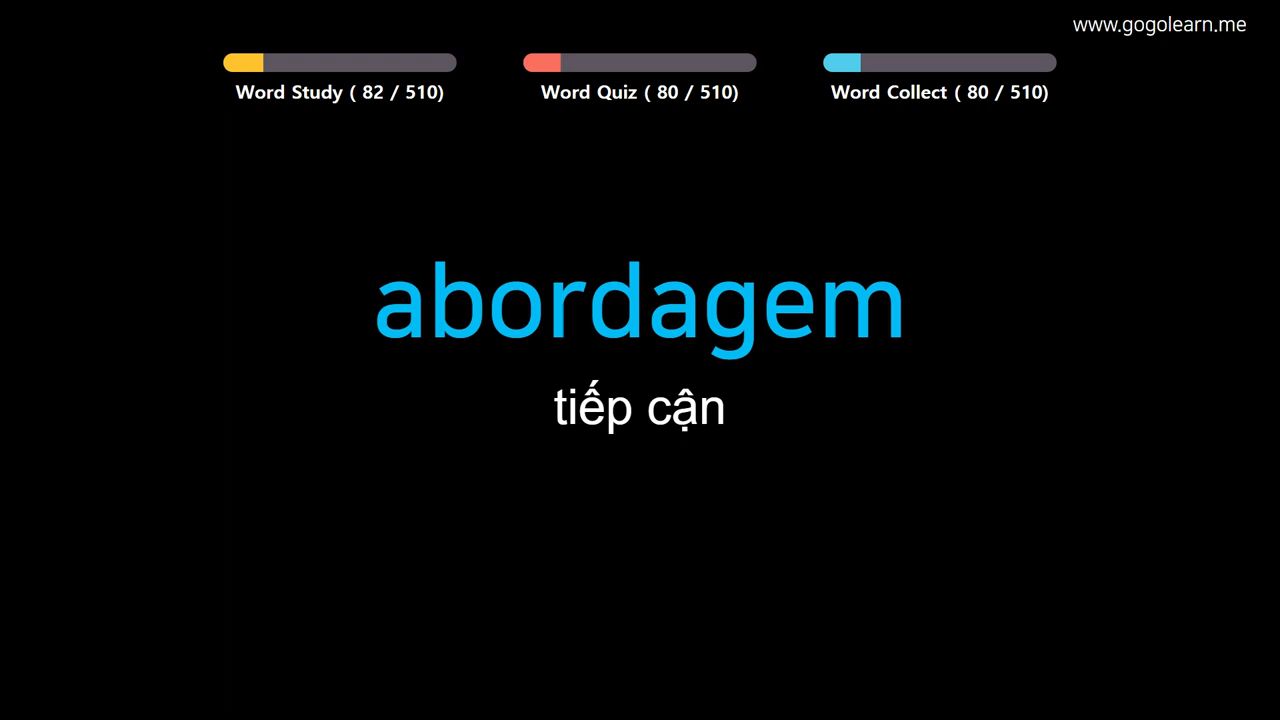 www.gogolearn.me
Word Study ( 82 / 510)
Word Quiz ( 80 / 510)
Word Collect ( 80 / 510)
abordagem
tiếp cận